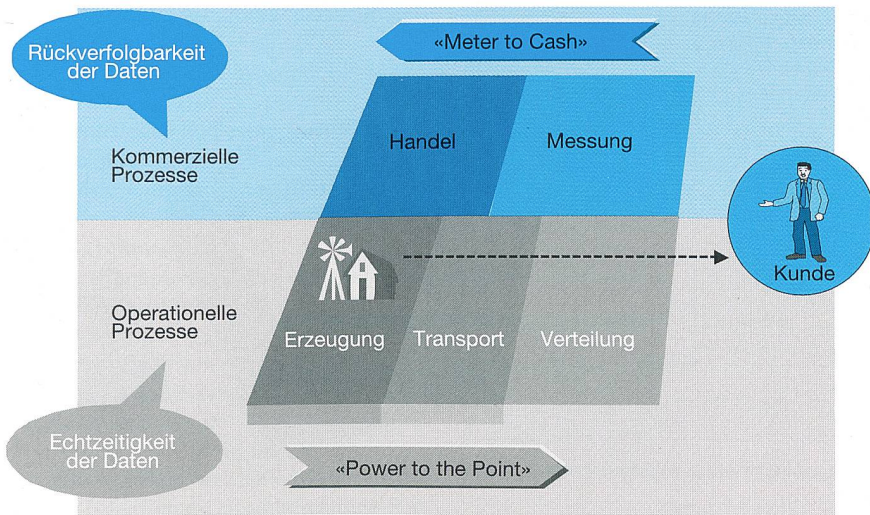 Rückverfolgbarkeit
der Daten
«Meter to Cash»
Kommerzielle
Prozesse
Handel
Messung
Kunde
Operationelle
Prozesse
Erzeugung
Transport
Verteilung
Echtzeitigkeit
der Daten
«Power to the Point»